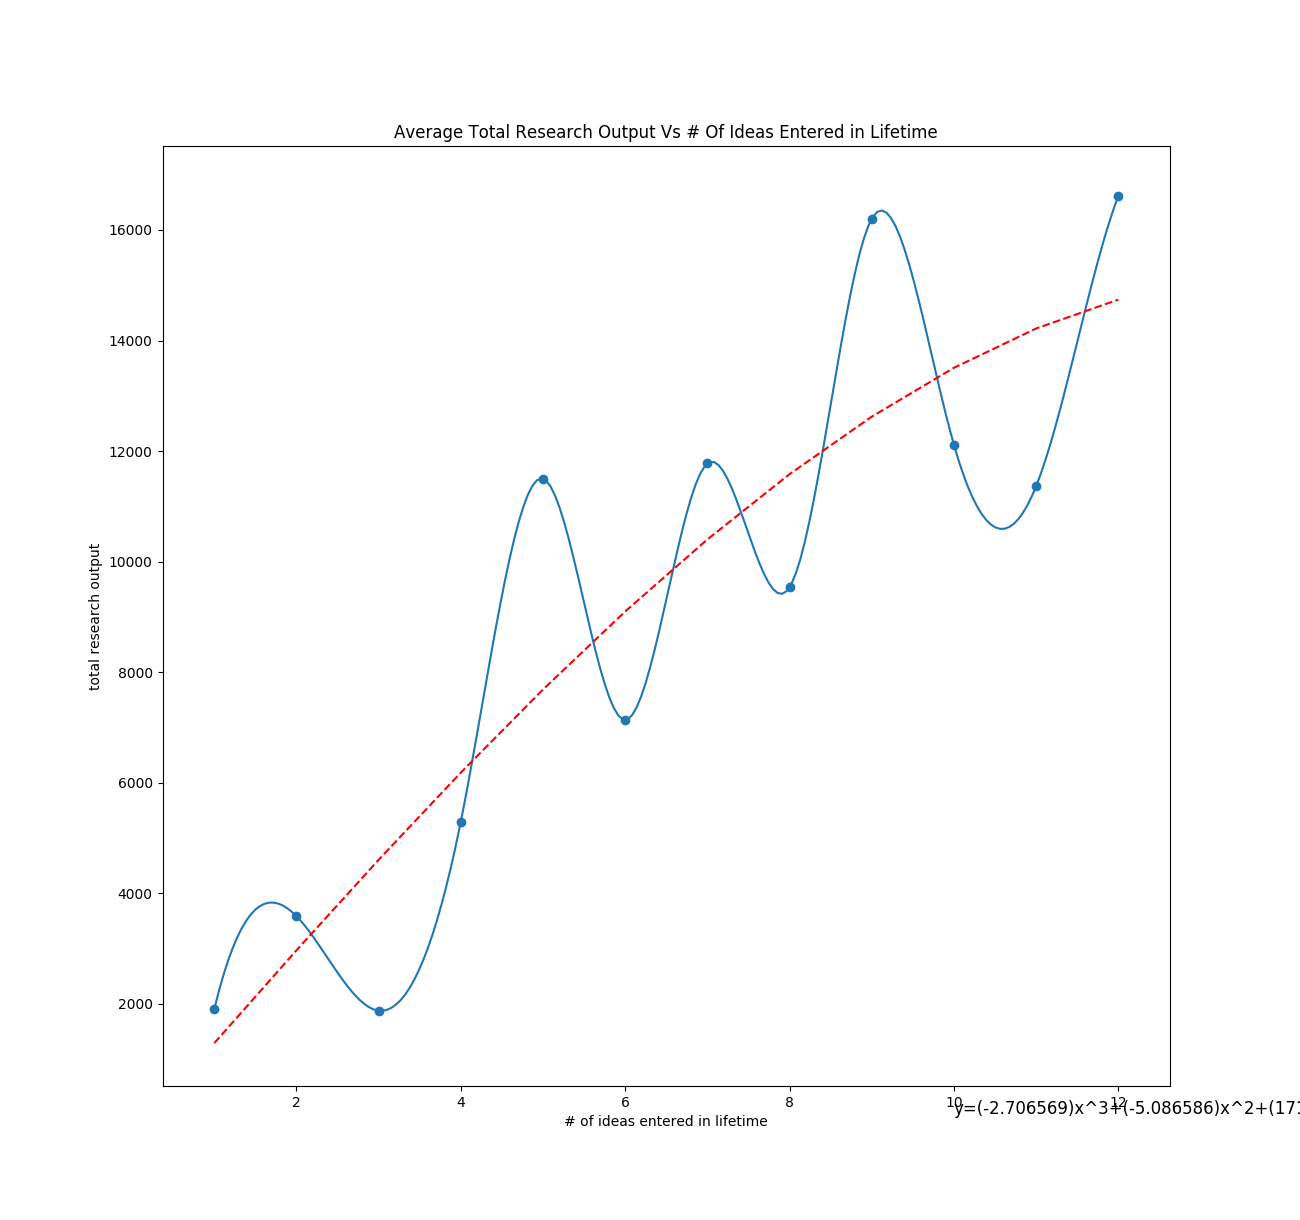 Average Total Research Output Vs # Of Ideas Entered in Lifetime
total research output
16000
14000
12000
10000
8000
6000
4000
2000
2 4 6 8 10 12
# of ideas entered in lifetime
y=(-2.706569)x^3+(-5.086586)x^2+(171